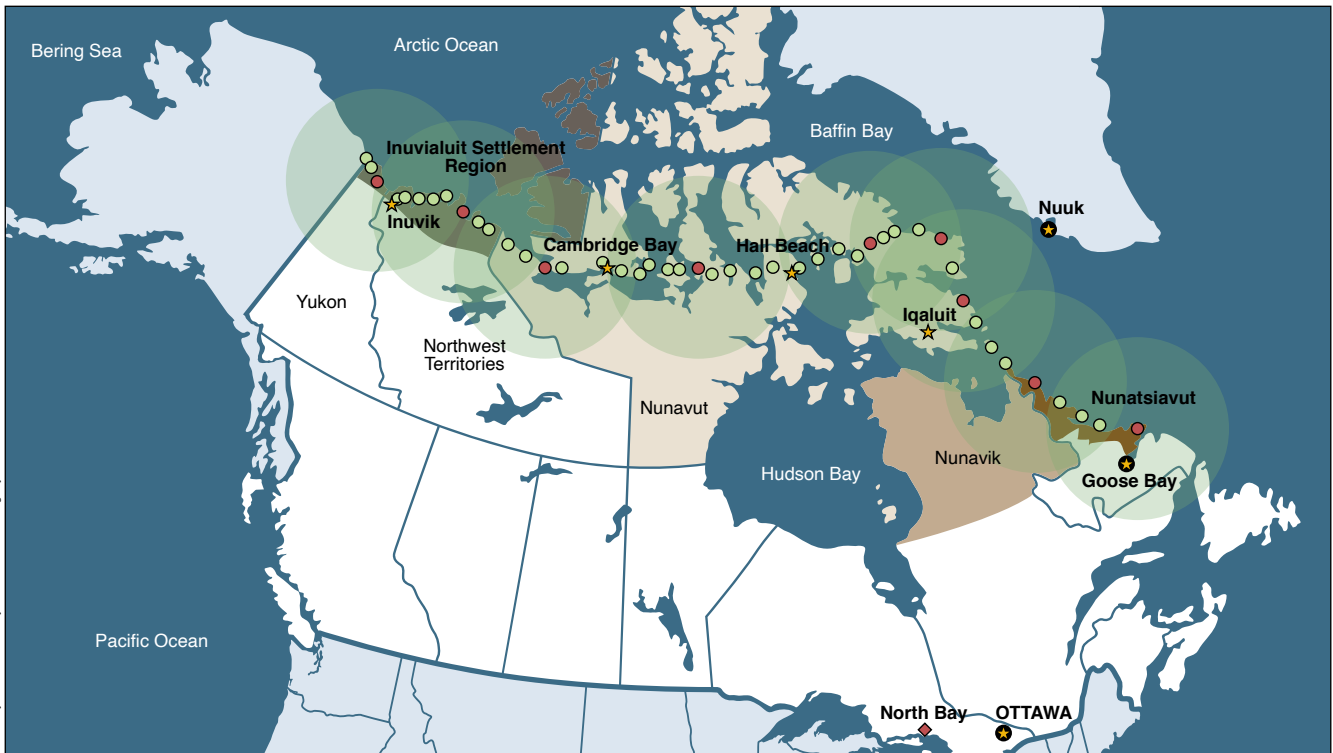 Arctic Ocean
Bering Sea
Baffin Bay
Inuvialuit Settlement
Region
Nuuk
Inuvik
Cambridge Bay
Hall Beach
Yukon
Iqaluit
Northwest
Territories
Nunatsiavut
Nunavut
Nunavik
Hudson Bay
Goose Bay
Pacific Ocean
North Bay
OTTAWA